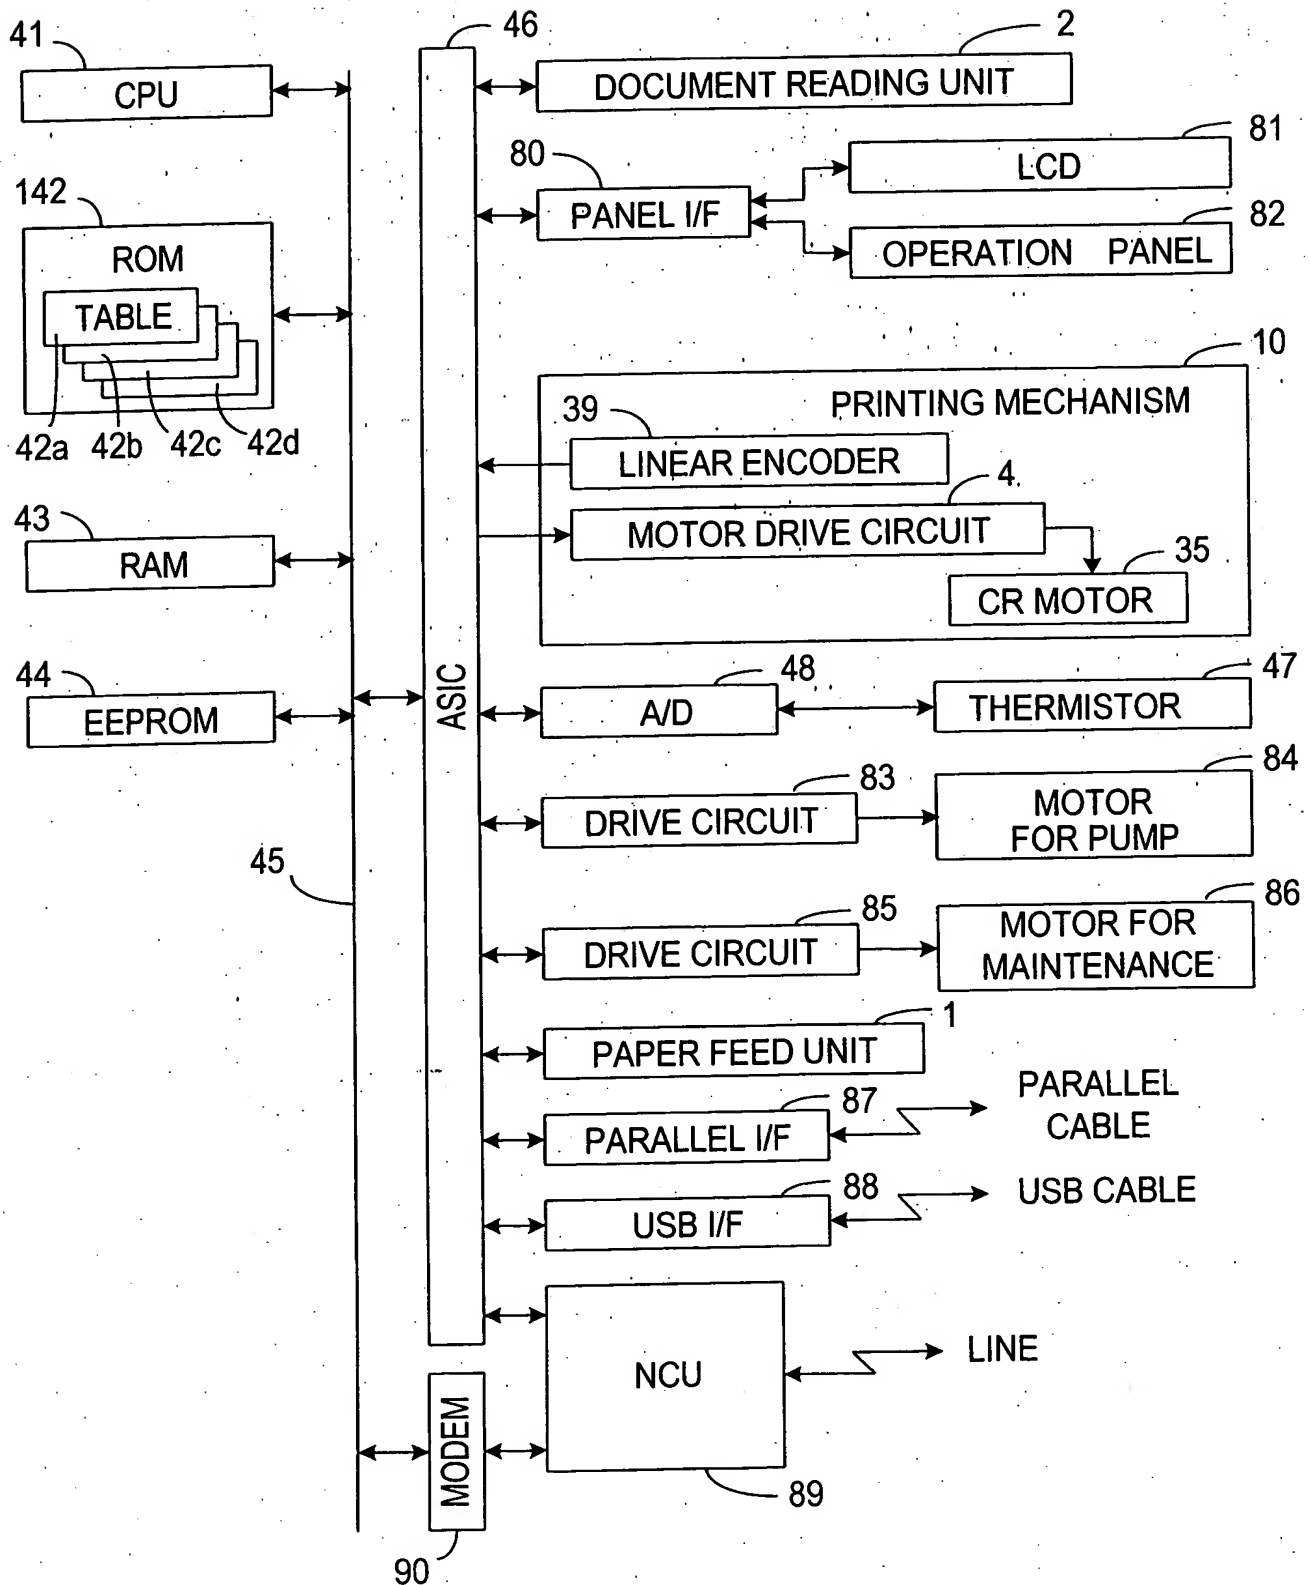 41
CPU
142
ROM
TABLE
42a
42b
42c
42d
43
RAM
44
EEPROM
45
46
ASIC
2
DOCUMENT READING UNIT
80
PANEL I/F
81
LCD
82
OPERATION PANEL
10
PRINTING MECHANISM
39
LINEAR ENCODER
4
MOTOR DRIVE CIRCUIT
35
CR MOTOR
48
A/D
47
THERMISTOR
83
DRIVE CIRCUIT
84
MOTOR
FOR PUMP
85
DRIVE CIRCUIT
86
MOTOR FOR
MAINTENANCE
1
PAPER FEED UNIT
87
PARALLEL I/F
PARALLEL
CABLE
88
USB I/F
USB CABLE
NCU
LINE
89
MODEM
90